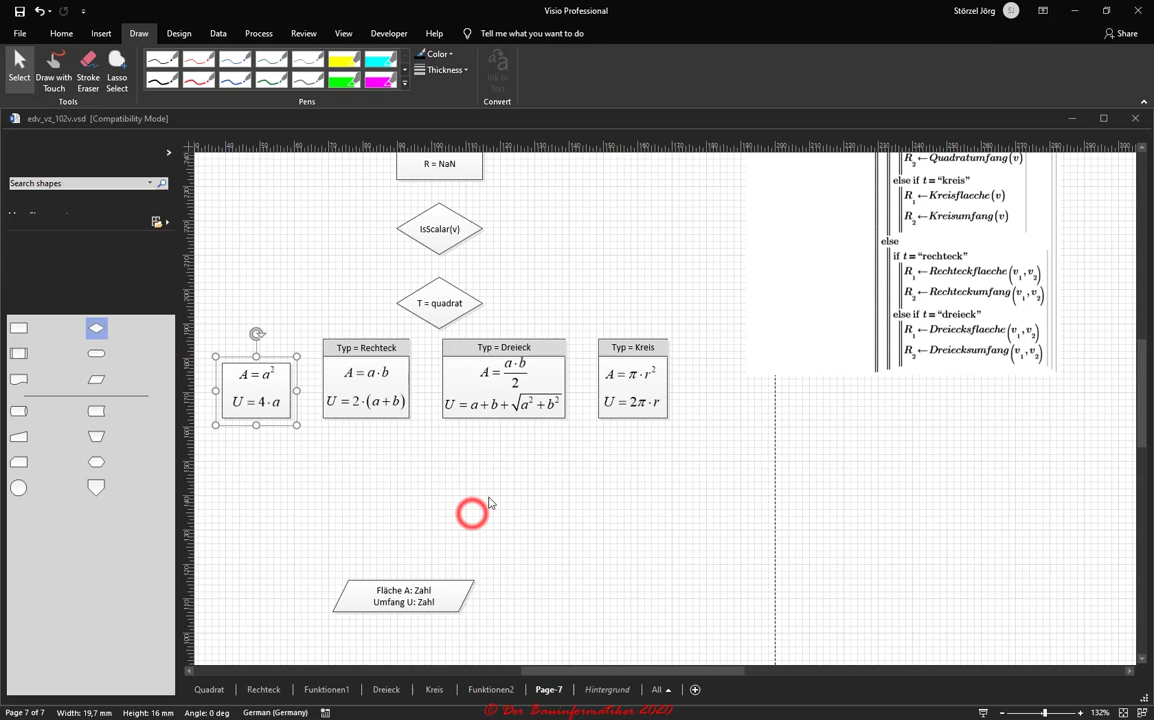 Visio Professional
Störzel Jörg
SJ
File Home Insert Draw Design Data Process Review View Developer Help Tell me what you want to do
Share
Select
Draw with Touch
Stroke Eraser
Lasso Select
Color
Thickness
Ink to Text
Tools
Pens
Convert
edv_vz_102v.vsd [Compatibility Mode]
Search shapes
R = NaN
IsScalar(v)
T = quadrat
A = a²
U = 4·a
Typ = Rechteck
A = a·b
U = 2·(a+b)
Typ = Dreieck
A = a·b/2
U = a+b+√a²+b²
Typ = Kreis
A = π·r²
U = 2π·r
Fläche A: Zahl
Umfang U: Zahl
R₂←Quadratumfang(v)
else if t="kreis"
R₁←Kreisflaeche(v)
R₂←Kreisumfang(v)
else
if t="rechteck"
R₁←Rechteckflaeche(v₁,v₂)
R₂←Rechteckumfang(v₁,v₂)
else if t="dreieck"
R₁←Dreiecksflaeche(v₁,v₂)
R₂←Dreiecksumfang(v₁,v₂)
Quadrat Rechteck Funktionen1 Dreieck Kreis Funktionen2 Page-7 Hintergrund All
Page 7 of 7 Width: 19,7 mm Height: 16 mm Angle: 0 deg German (Germany)
© Der Bauinformatiker 2020
132%